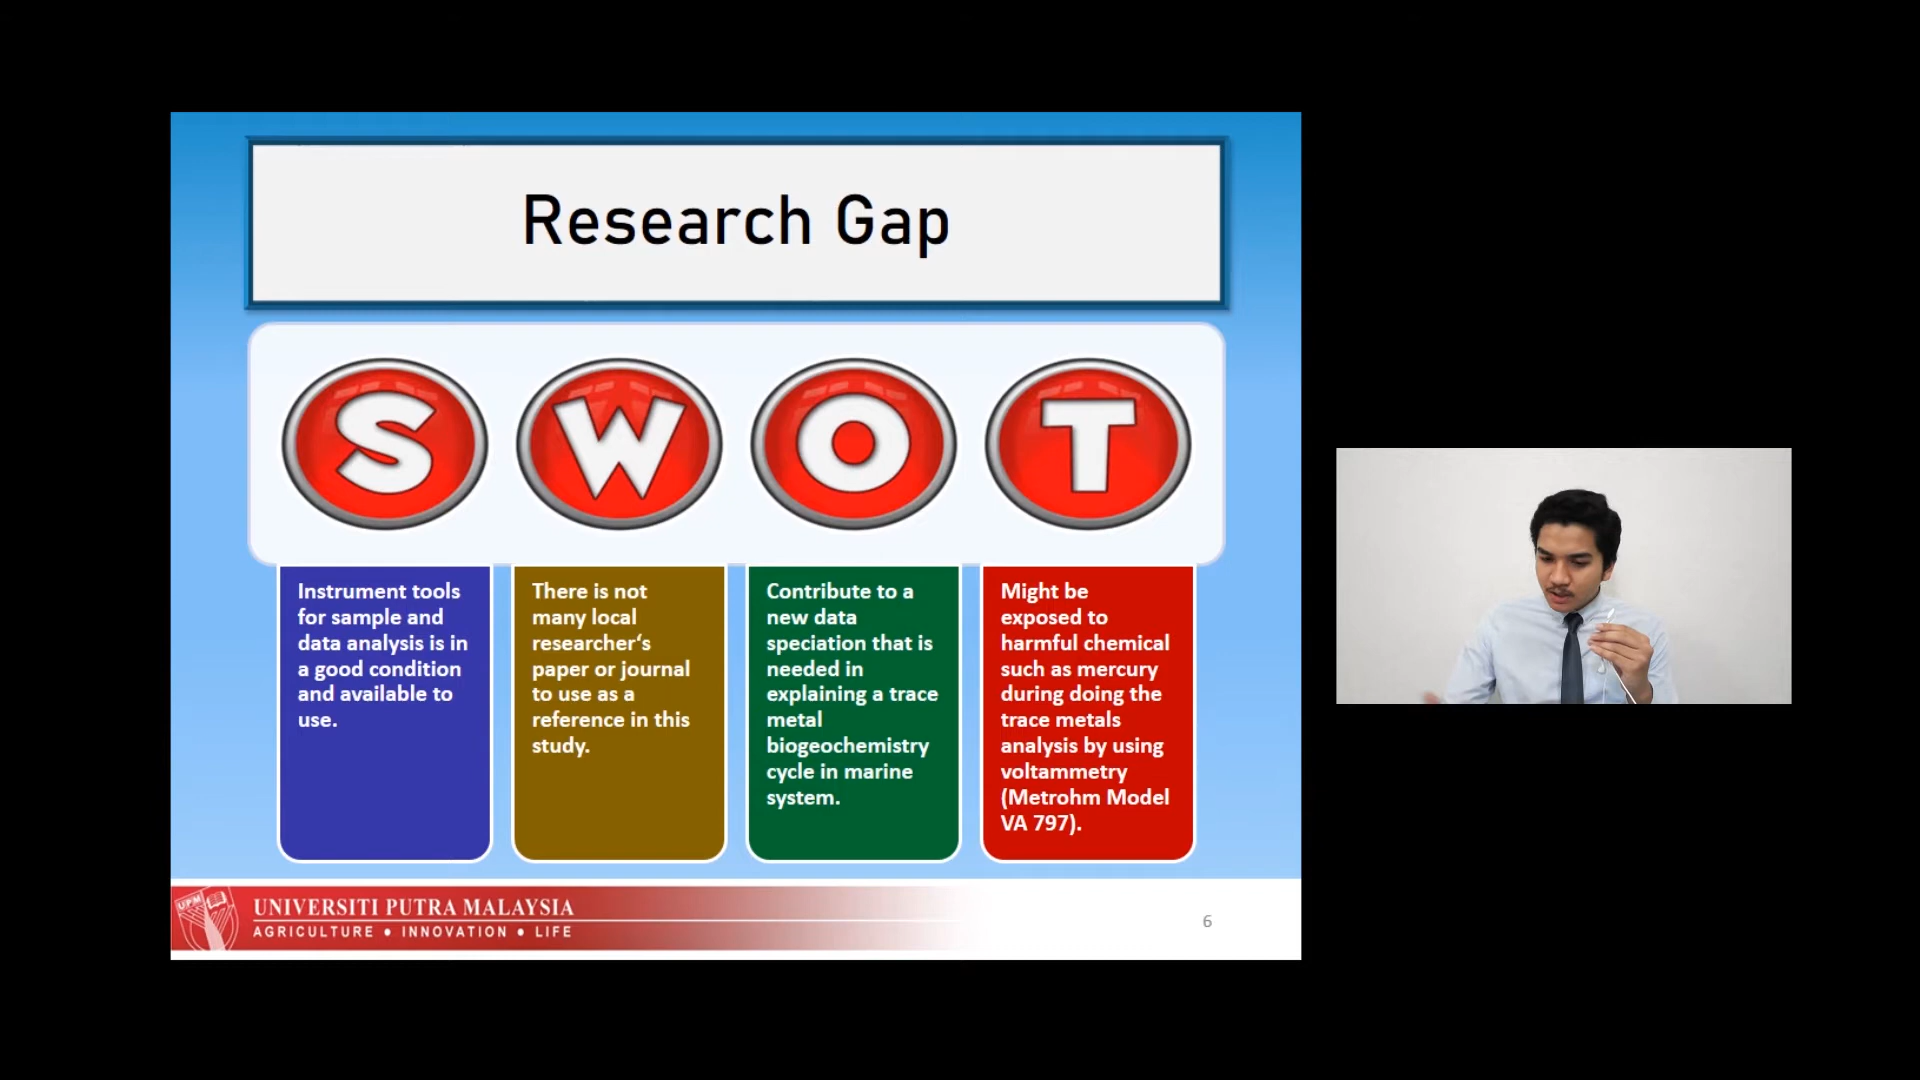 Research Gap
S W O T
Instrument tools
for sample and
data analysis is in
a good condition
and available to
use.
There is not
many local
researcher‘s
paper or journal
to use as a
reference in this
study.
Contribute to a
new data
speciation that is
needed in
explaining a trace
metal
biogeochemistry
cycle in marine
system.
Might be
exposed to
harmful chemical
such as mercury
during doing the
trace metals
analysis by using
voltammetry
(Metrohm Model
VA 797).
UPM
UNIVERSITI PUTRA MALAYSIA
AGRICULTURE • INNOVATION • LIFE
6